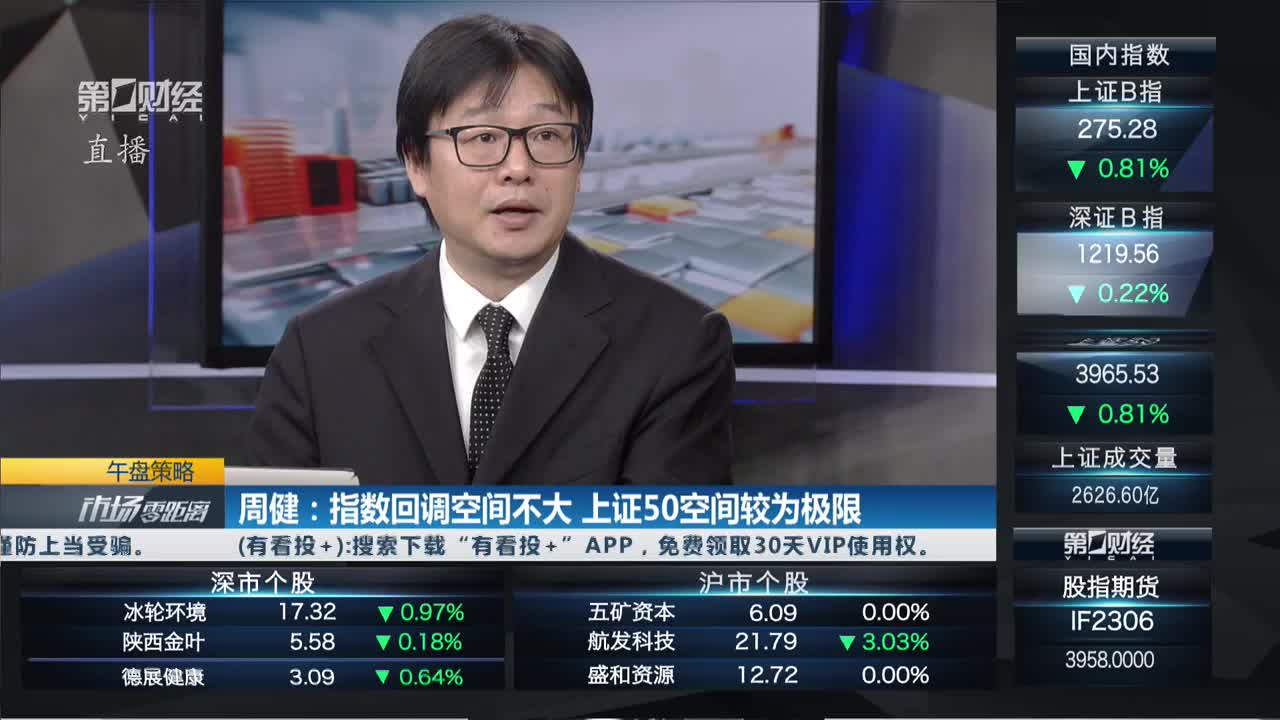 第一财经
YICAI
直播
午盘策略
市场零距离
周健：指数回调空间不大 上证50空间较为极限
谨防上当受骗。 (有看投+):搜索下载“有看投+”APP，免费领取30天VIP使用权。
深市个股
冰轮环境 17.32 ▼0.97%
陕西金叶 5.58 ▼0.18%
德展健康 3.09 ▼0.64%
沪市个股
五矿资本 6.09 0.00%
航发科技 21.79 ▼3.03%
盛和资源 12.72 0.00%
国内指数
上证B指
275.28
▼ 0.81%
深证B指
1219.56
▼ 0.22%
3965.53
▼ 0.81%
上证成交量
2626.60亿
第一财经
YICAI
股指期货
IF2306
3958.0000